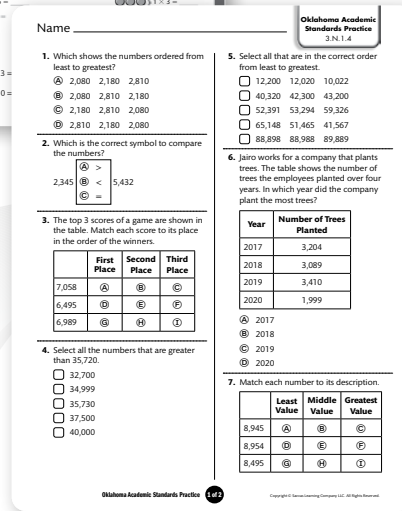 Name
Oklahoma Academic
Standards Practice
3.N.1.4
1. Which shows the numbers ordered from
least to greatest?
Ⓐ 2,080 2,180 2,810
Ⓑ 2,080 2,810 2,180
Ⓒ 2,180 2,810 2,080
Ⓓ 2,810 2,180 2,080
2. Which is the correct symbol to compare
the numbers?
Ⓐ >
2,345 Ⓑ < 5,432
Ⓒ =
3. The top 3 scores of a game are shown in
the table. Match each score to its place
in the order of the winners.
First Place Second Place Third Place
7,058 Ⓐ Ⓑ Ⓒ
6,495 Ⓓ Ⓔ Ⓕ
6,989 Ⓖ Ⓗ Ⓘ
4. Select all the numbers that are greater
than 35,720.
32,700
34,999
35,730
37,500
40,000
5. Select all that are in the correct order
from least to greatest.
12,200 12,020 10,022
40,320 42,300 43,200
52,391 53,294 59,326
65,148 51,465 41,567
88,898 88,988 89,889
6. Jairo works for a company that plants
trees. The table shows the number of
trees the employees planted over four
years. In which year did the company
plant the most trees?
Year Number of Trees Planted
2017 3,204
2018 3,089
2019 3,410
2020 1,999
Ⓐ 2017
Ⓑ 2018
Ⓒ 2019
Ⓓ 2020
7. Match each number to its description.
Least Value Middle Value Greatest Value
8,945 Ⓐ Ⓑ Ⓒ
8,954 Ⓓ Ⓔ Ⓕ
8,495 Ⓖ Ⓗ Ⓘ
Oklahoma Academic Standards Practice 1 of 2
Copyright © Savvas Learning Company LLC. All Rights Reserved.